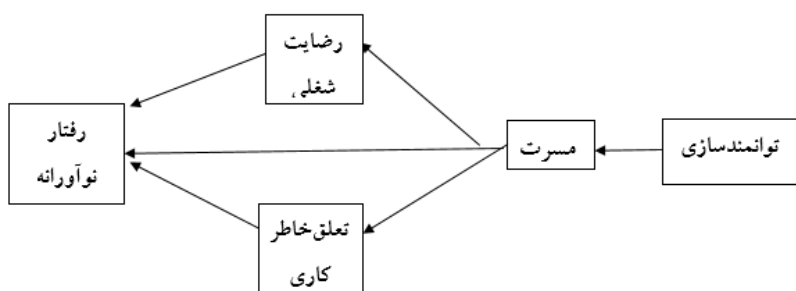 رضایت
شغلی
رفتار
نوآورانه
مسرت
توانمندسازی
تعلق‌خاطر
کاری